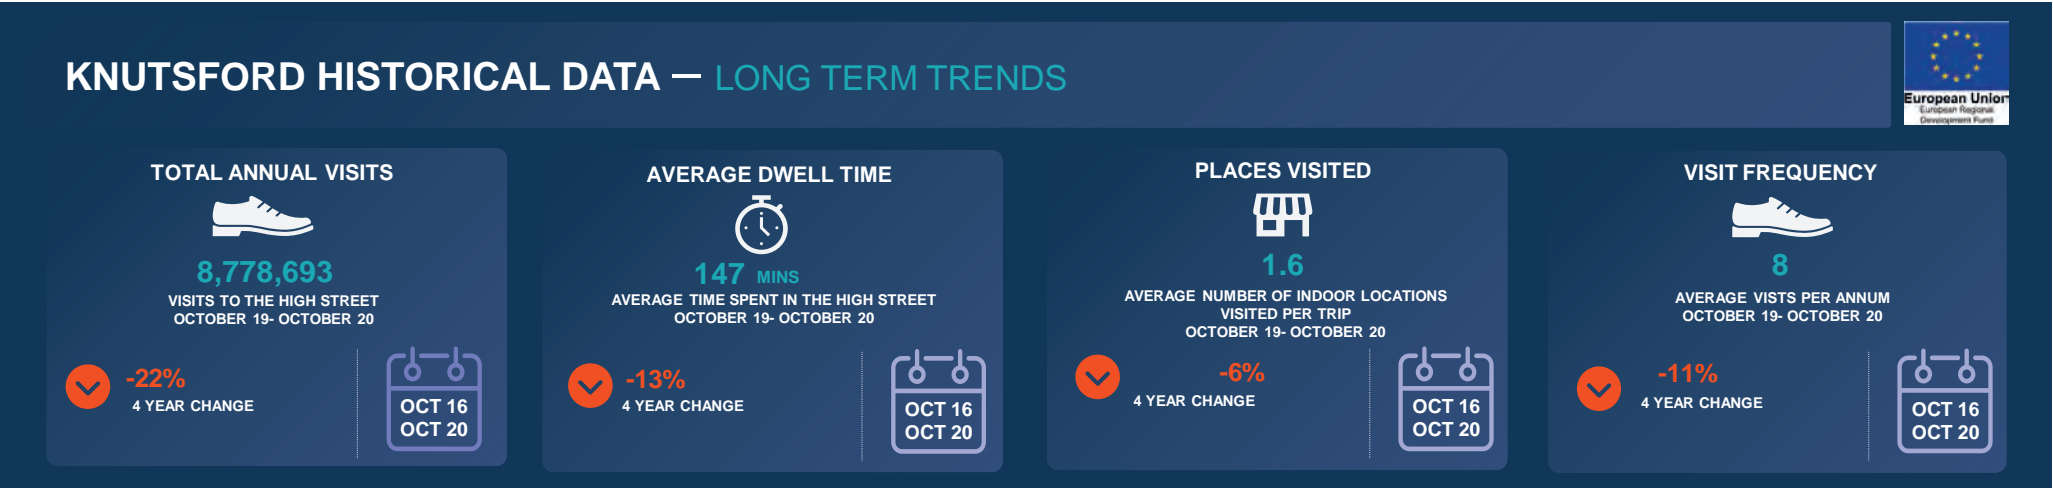 KNUTSFORD HISTORICAL DATA — LONG TERM TRENDS
European Union
European Regional
Development Fund
TOTAL ANNUAL VISITS
8,778,693
VISITS TO THE HIGH STREET
OCTOBER 19- OCTOBER 20
-22%
4 YEAR CHANGE
OCT 16
OCT 20
AVERAGE DWELL TIME
147 MINS
AVERAGE TIME SPENT IN THE HIGH STREET
OCTOBER 19- OCTOBER 20
-13%
4 YEAR CHANGE
OCT 16
OCT 20
PLACES VISITED
1.6
AVERAGE NUMBER OF INDOOR LOCATIONS
VISITED PER TRIP
OCTOBER 19- OCTOBER 20
-6%
4 YEAR CHANGE
OCT 16
OCT 20
VISIT FREQUENCY
8
AVERAGE VISTS PER ANNUM
OCTOBER 19- OCTOBER 20
-11%
4 YEAR CHANGE
OCT 16
OCT 20